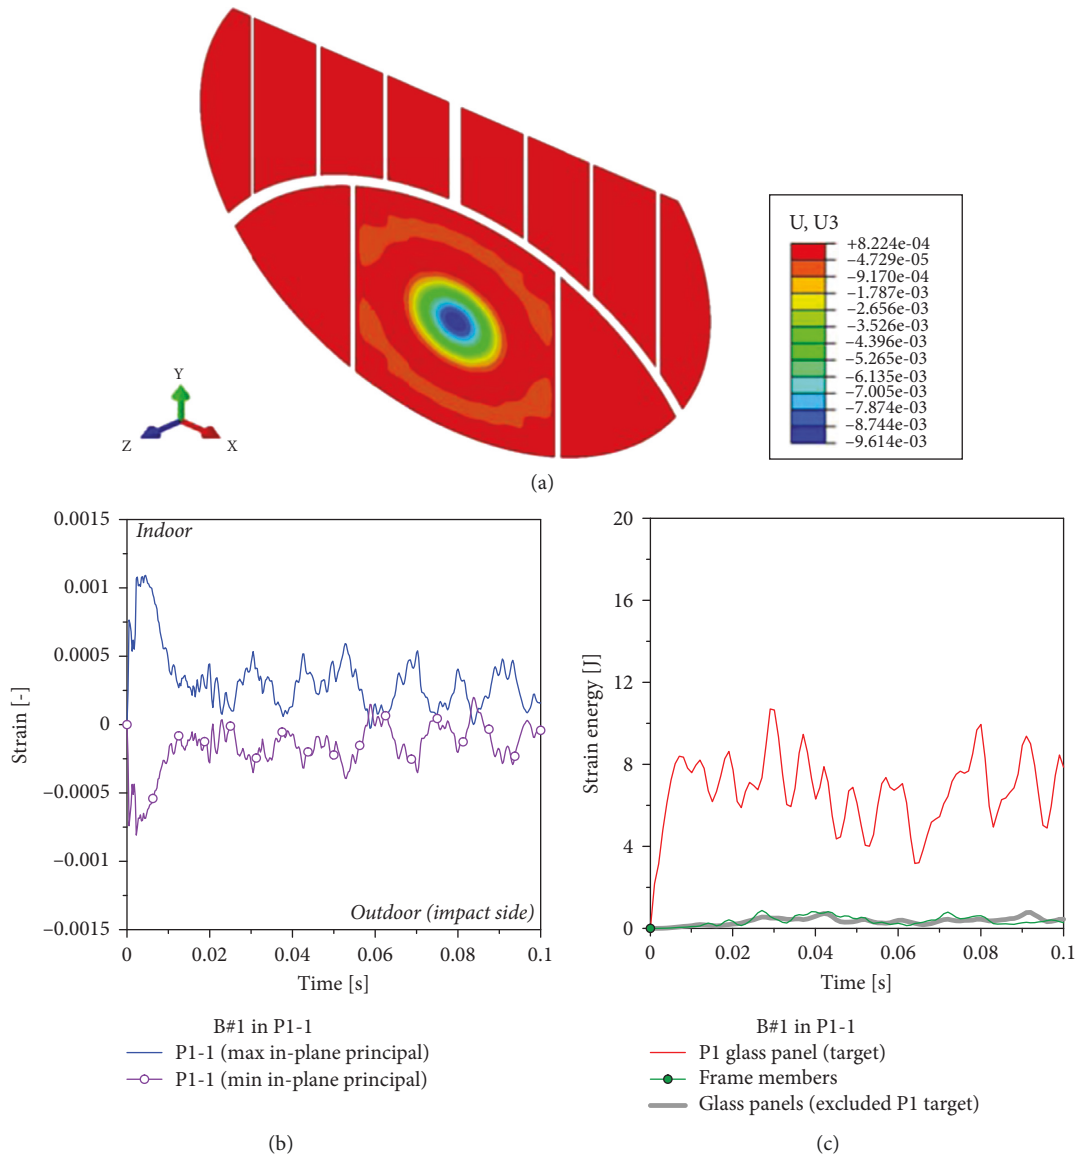 U, U3
+8.224e-04
−4.729e-05
−9.170e-04
−1.787e-03
−2.656e-03
−3.526e-03
−4.396e-03
−5.265e-03
−6.135e-03
−7.005e-03
−7.874e-03
−8.744e-03
−9.614e-03
Y
Z
X
(a)
0.0015
0.001
0.0005
0
−0.0005
−0.001
−0.0015
Strain [-]
Indoor
Outdoor (impact side)
0
0.02
0.04
0.06
0.08
0.1
Time [s]
B#1 in P1-1
P1-1 (max in-plane principal)
P1-1 (min in-plane principal)
(b)
20
16
12
8
4
0
Strain energy [J]
0
0.02
0.04
0.06
0.08
0.1
Time [s]
B#1 in P1-1
P1 glass panel (target)
Frame members
Glass panels (excluded P1 target)
(c)